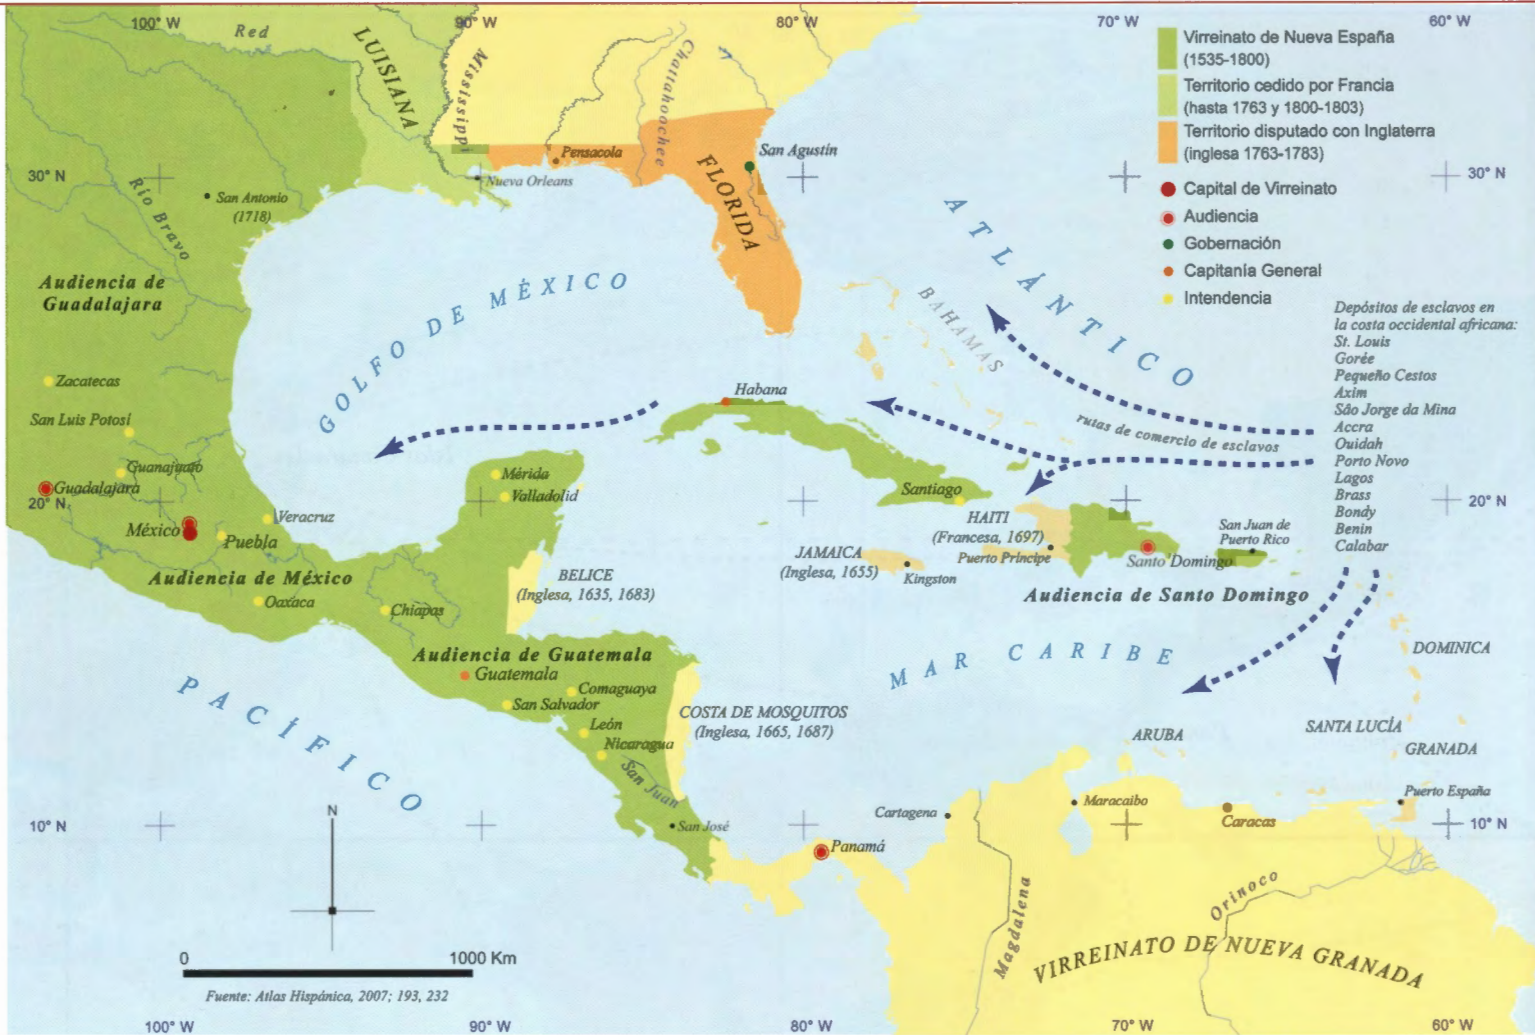 100° W
90° W
80° W
70° W
60° W
Virreinato de Nueva España
(1535-1800)
Territorio cedido por Francia
(hasta 1763 y 1800-1803)
Territorio disputado con Inglaterra
(inglesa 1763-1783)
Capital de Virreinato
Audiencia
Gobernación
Capitanía General
Intendencia
Red
LUISIANA
Mississippi
Chattahoochee
Pensacola
San Agustín
FLORIDA
Nueva Orleans
30° N
30° N
San Antonio
(1718)
Río Bravo
Audiencia de
Guadalajara
GOLFO DE MÉXICO
ATLÁNTICO
BAHAMAS
Depósitos de esclavos en
la costa occidental africana:
St. Louis
Gorée
Pequeño Cestos
Axim
Sâo Jorge da Mina
Accra
Ouidah
Porto Novo
Lagos
Brass
Bondy
Benin
Calabar
rutas de comercio de esclavos
Zacatecas
San Luis Potosí
Guanajuato
Guadalajara
20° N
20° N
México
Puebla
Veracruz
Mérida
Valladolid
Habana
Santiago
HAITI
(Francesa, 1697)
Puerto Príncipe
JAMAICA
(Inglesa, 1655)
Kingston
Santo Domingo
San Juan de
Puerto Rico
Audiencia de México
Oaxaca
Chiapas
BELICE
(Inglesa, 1635, 1683)
Audiencia de Santo Domingo
Audiencia de Guatemala
Guatemala
Comaguaya
San Salvador
León
Nicaragua
San Juan
San José
COSTA DE MOSQUITOS
(Inglesa, 1665, 1687)
MAR CARIBE
DOMINICA
SANTA LUCÍA
GRANADA
ARUBA
PACÍFICO
N
10° N
10° N
Cartagena
Maracaibo
Caracas
Puerto España
Panamá
Magdalena
Orinoco
VIRREINATO DE NUEVA GRANADA
0
1000 Km
Fuente: Atlas Hispánica, 2007; 193, 232
100° W
90° W
80° W
70° W
60° W